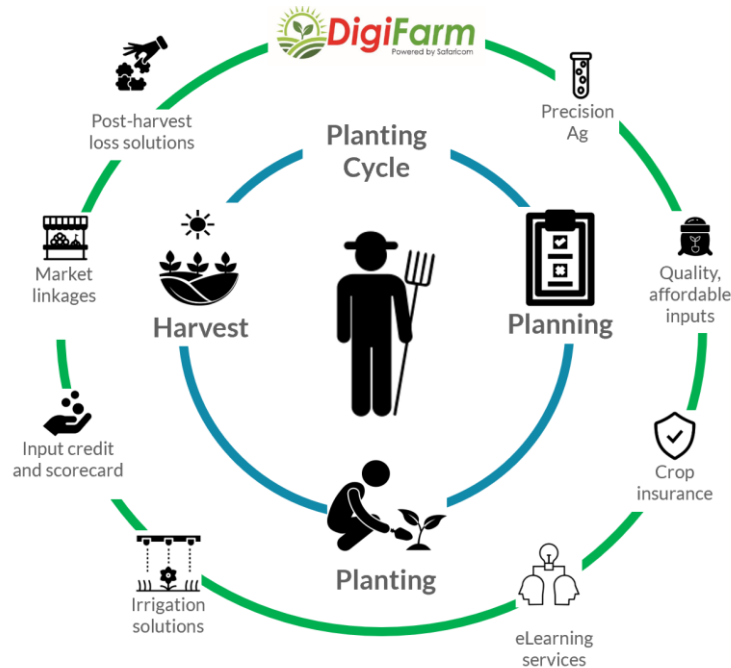 DigiFarm
Powered by Safaricom
Post-harvest
loss solutions
Precision
Ag
Planting
Cycle
Market
linkages
Quality,
affordable
inputs
Harvest
Planning
Input credit
and scorecard
Crop
insurance
Planting
Irrigation
solutions
eLearning
services